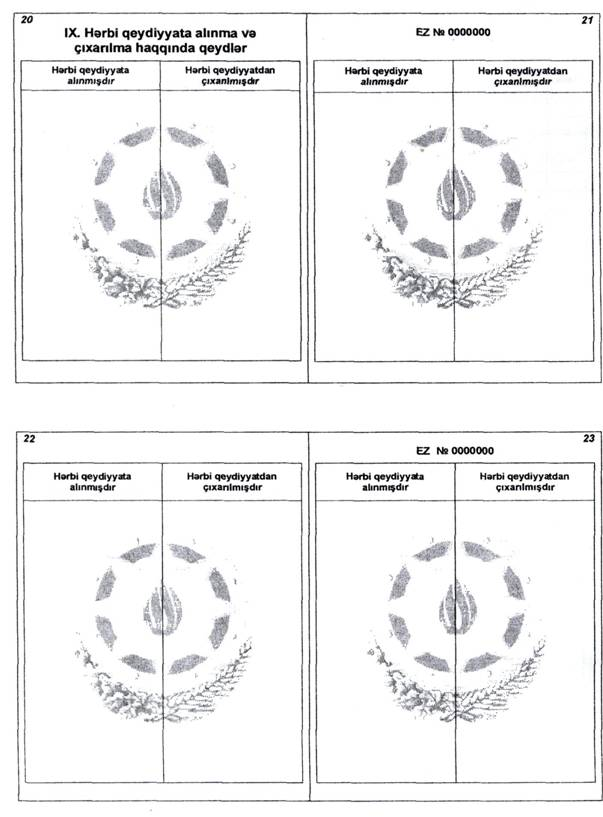 20
IX. Hərbi qeydiyyata alınma və
çıxarılma haqqında qeydlər
Hərbi qeydiyyata
alınmışdır
Hərbi qeydiyyatdan
çıxarılmışdır
21
EZ № 0000000
Hərbi qeydiyyata
alınmışdır
Hərbi qeydiyyatdan
çıxarılmışdır
22
Hərbi qeydiyyata
alınmışdır
Hərbi qeydiyyatdan
çıxarılmışdır
23
EZ № 0000000
Hərbi qeydiyyata
alınmışdır
Hərbi qeydiyyatdan
çıxarılmışdır